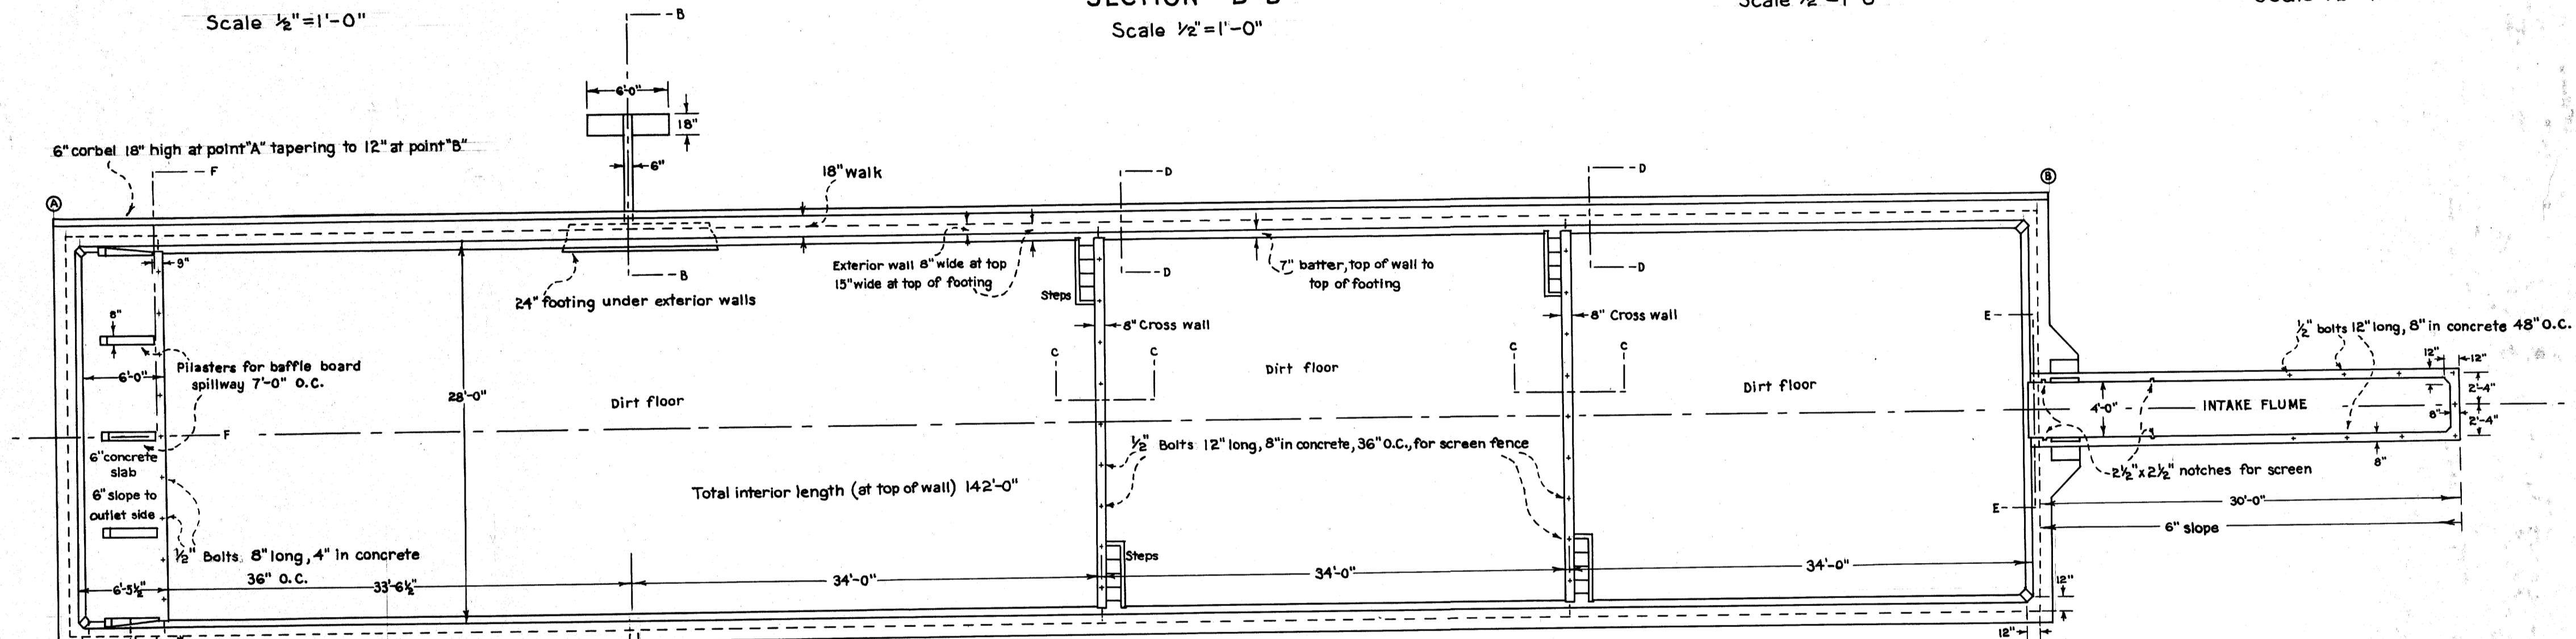 Scale ½"=1'-0"
Scale ½"=1'-0"
B
6'-0"
18"
6"
6" corbel 18" high at point "A" tapering to 12" at point "B"
F
18" walk
D
D
A
B
9"
B
Exterior wall 8" wide at top
15" wide at top of footing
D
7" batter, top of wall to
top of footing
D
24" footing under exterior walls
Steps
8"
8" Cross wall
8" Cross wall
E
½" bolts 12" long, 8" in concrete 48" O.C.
Pilasters for baffle board
spillway 7'-0" O.C.
6'-0"
28'-0"
Dirt floor
C
C
Dirt floor
C
C
Dirt floor
4'-0"
INTAKE FLUME
12"
12"
2'-4"
8"
2'-4"
F
6" concrete
slab
6" slope to
outlet side
½" Bolts 12" long, 8" in concrete, 36" O.C., for screen fence
2½" x 2½" notches for screen
8"
Total interior length (at top of wall) 142'-0"
30'-0"
E
6" slope
½" Bolts 8" long, 4" in concrete
36" O.C.
Steps
6'-5½"
33'-6½"
34'-0"
34'-0"
34'-0"
12"
12"